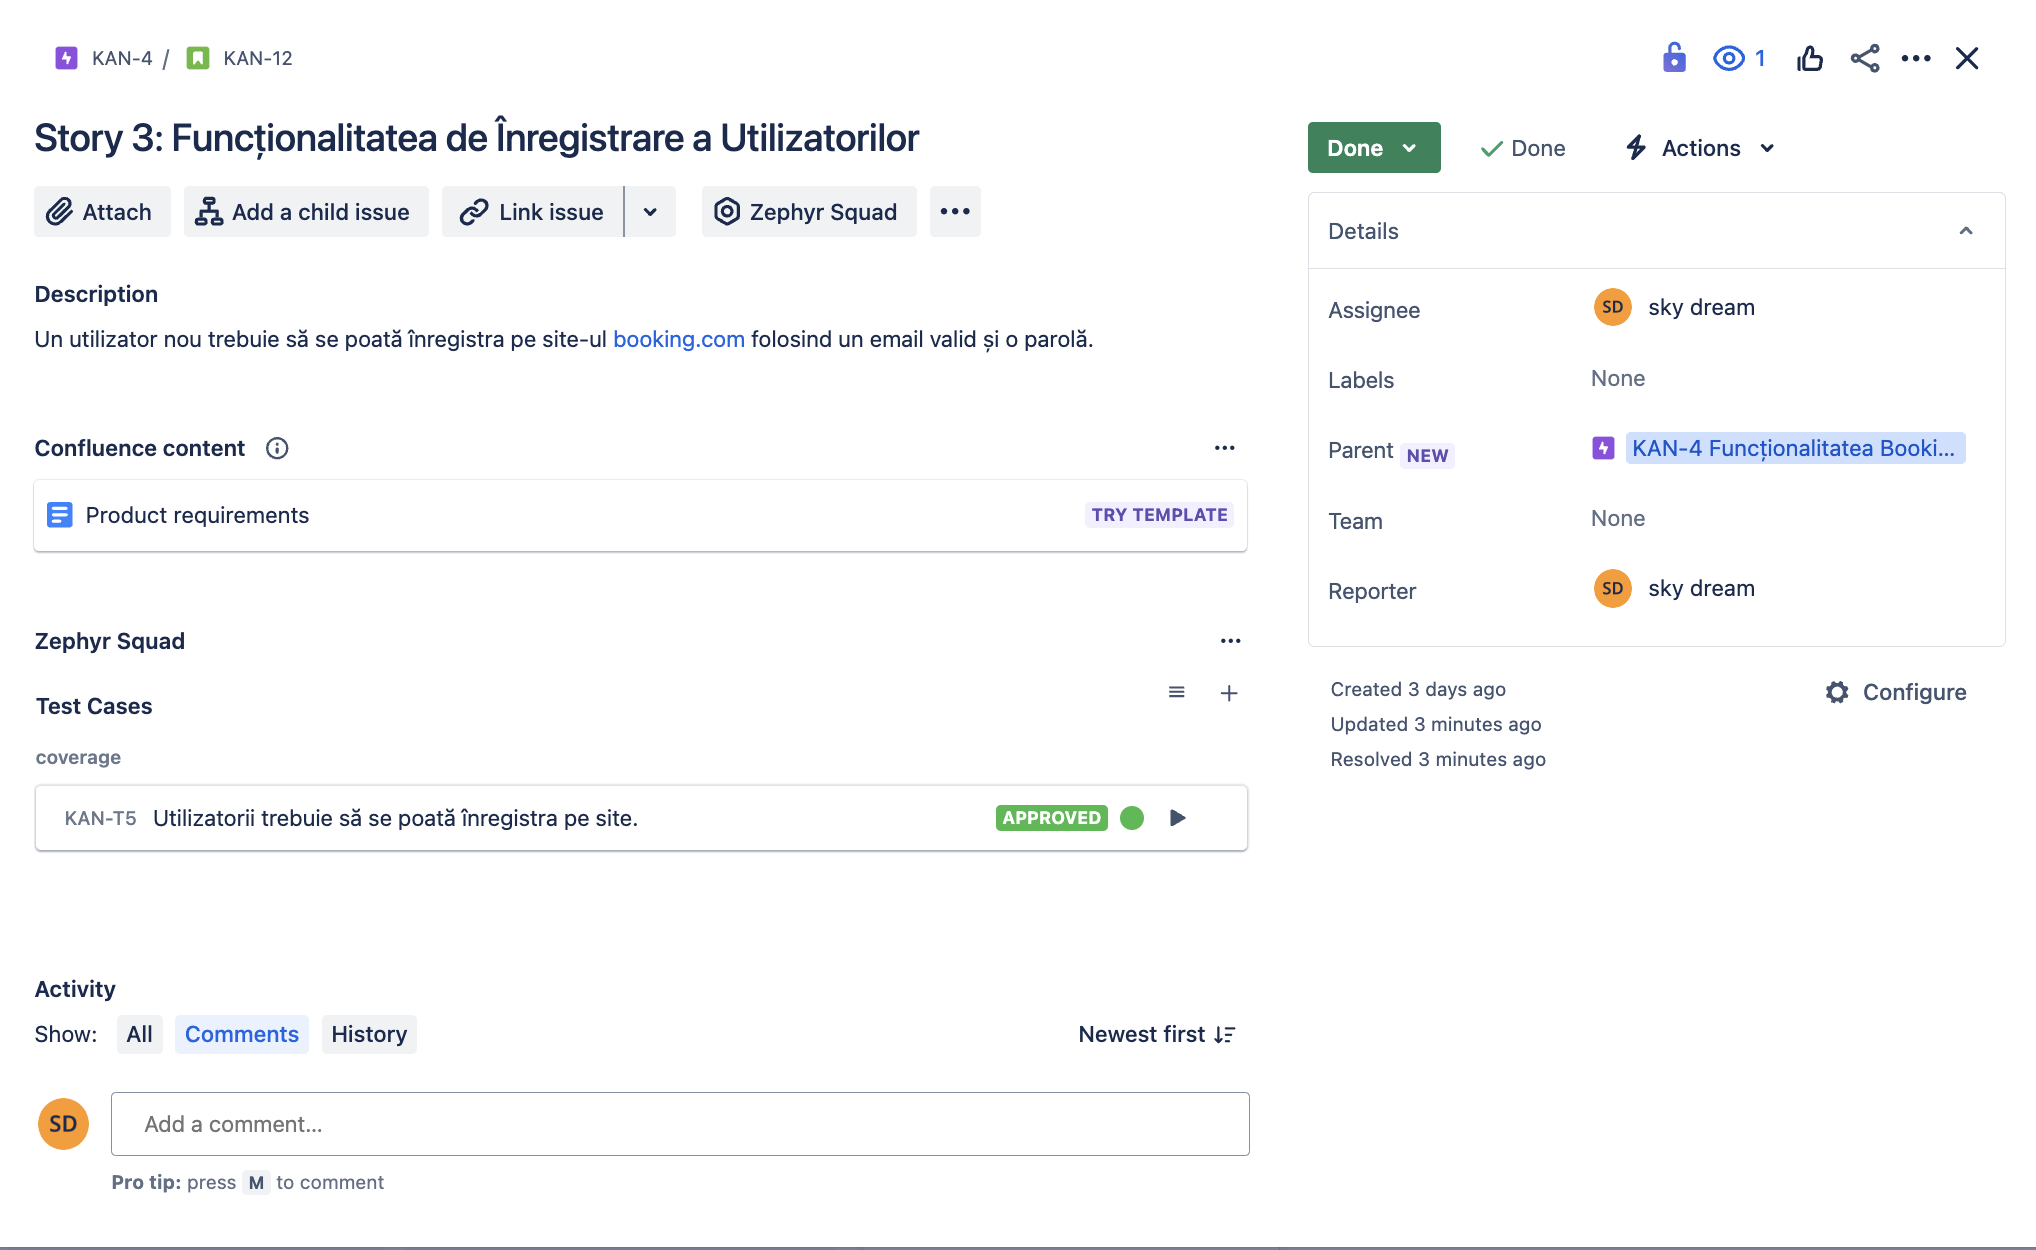 KAN-4 / KAN-12
1
Story 3: Funcționalitatea de Înregistrare a Utilizatorilor
Attach
Add a child issue
Link issue
Zephyr Squad
Description
Un utilizator nou trebuie să se poată înregistra pe site-ul booking.com folosind un email valid și o parolă.
Confluence content
Product requirements
TRY TEMPLATE
Zephyr Squad
Test Cases
coverage
KAN-T5 Utilizatorii trebuie să se poată înregistra pe site.
APPROVED
Activity
Show: All Comments History
Newest first
SD
Add a comment...
Pro tip: press M to comment
Done
Done
Actions
Details
Assignee
SD sky dream
Labels
None
Parent NEW
KAN-4 Funcționalitatea Booki...
Team
None
Reporter
SD sky dream
Created 3 days ago
Configure
Updated 3 minutes ago
Resolved 3 minutes ago